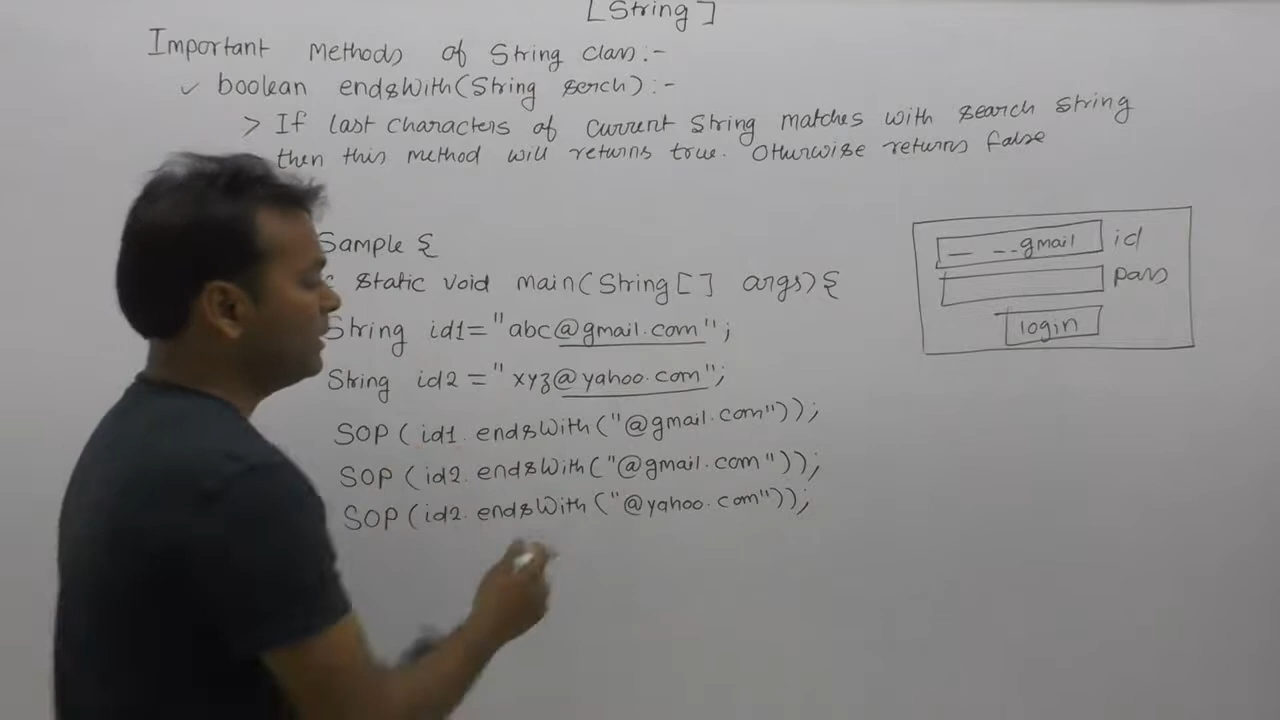 [String]
Important Methods of String class:-
✓ boolean endsWith(String serch):-
> If last characters of current String matches with search string
then this method will returns true. Otherwise returns false
Sample {
static void main(String[] args){
String id1="abc@gmail.com";
String id2="xyz@yahoo.com";
SOP(id1.endsWith("@gmail.com"));
SOP(id2.endsWith("@gmail.com"));
SOP(id2.endsWith("@yahoo.com"));
__ _ _..gmail id
pass
login